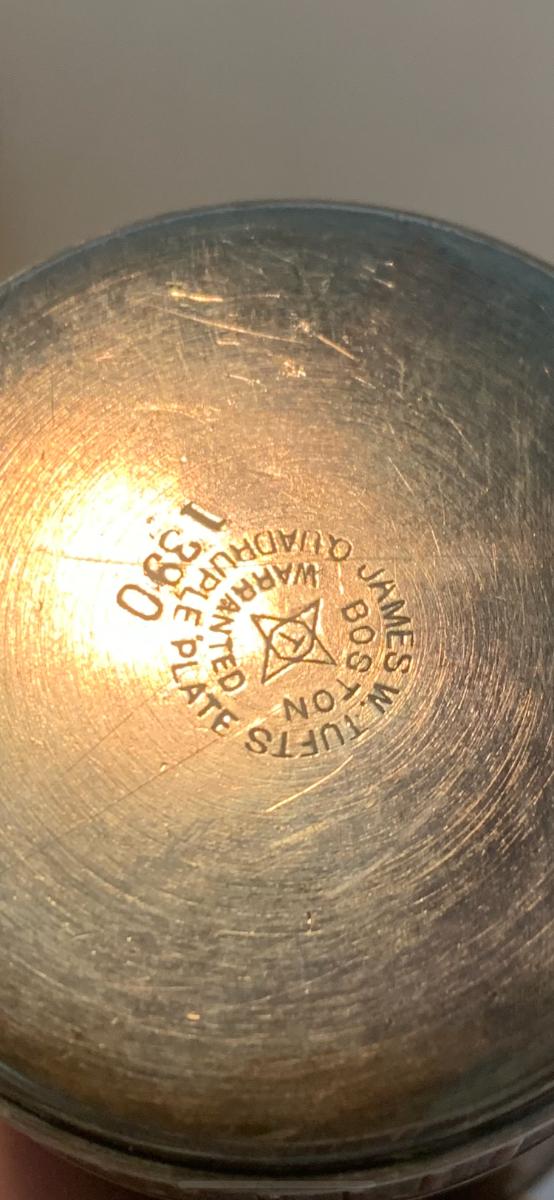 JAMES W. TUFTS
BOSTON
WARRANTED
QUADRUPLE PLATE
1390